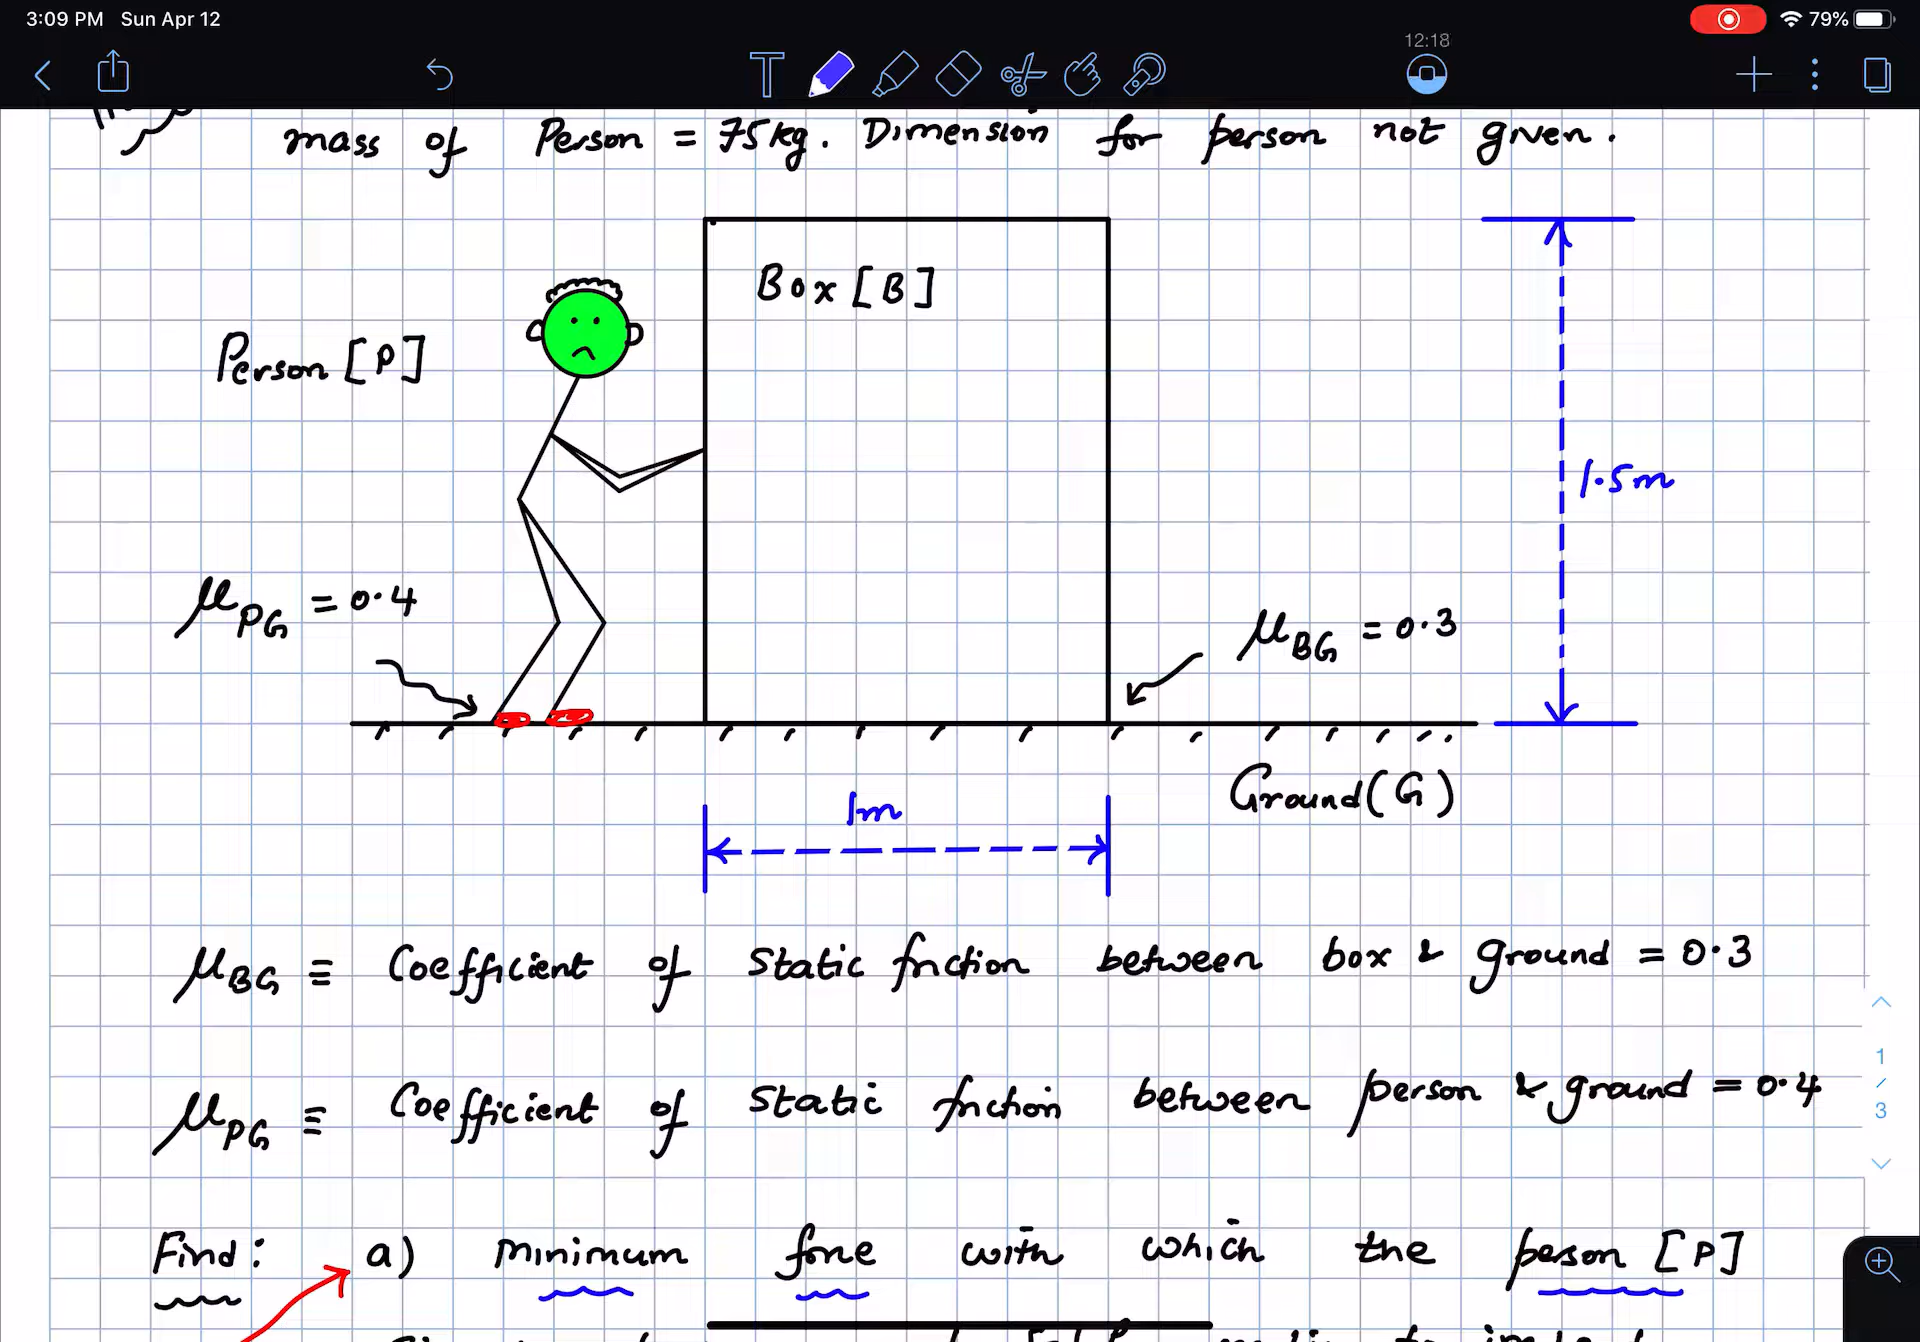 3:09 PM Sun Apr 12
79%
12:18
mass of Person = 75kg. Dimension for person not given.
Box [B]
Person [P]
1.5m
μPG = 0.4
μBG = 0.3
Ground(G)
1m
μBG ≡ Coefficient of static friction between box & ground = 0.3
μPG ≡ Coefficient of static friction between person & ground = 0.4
1
/
3
Find: a) minimum force with which the person [P]